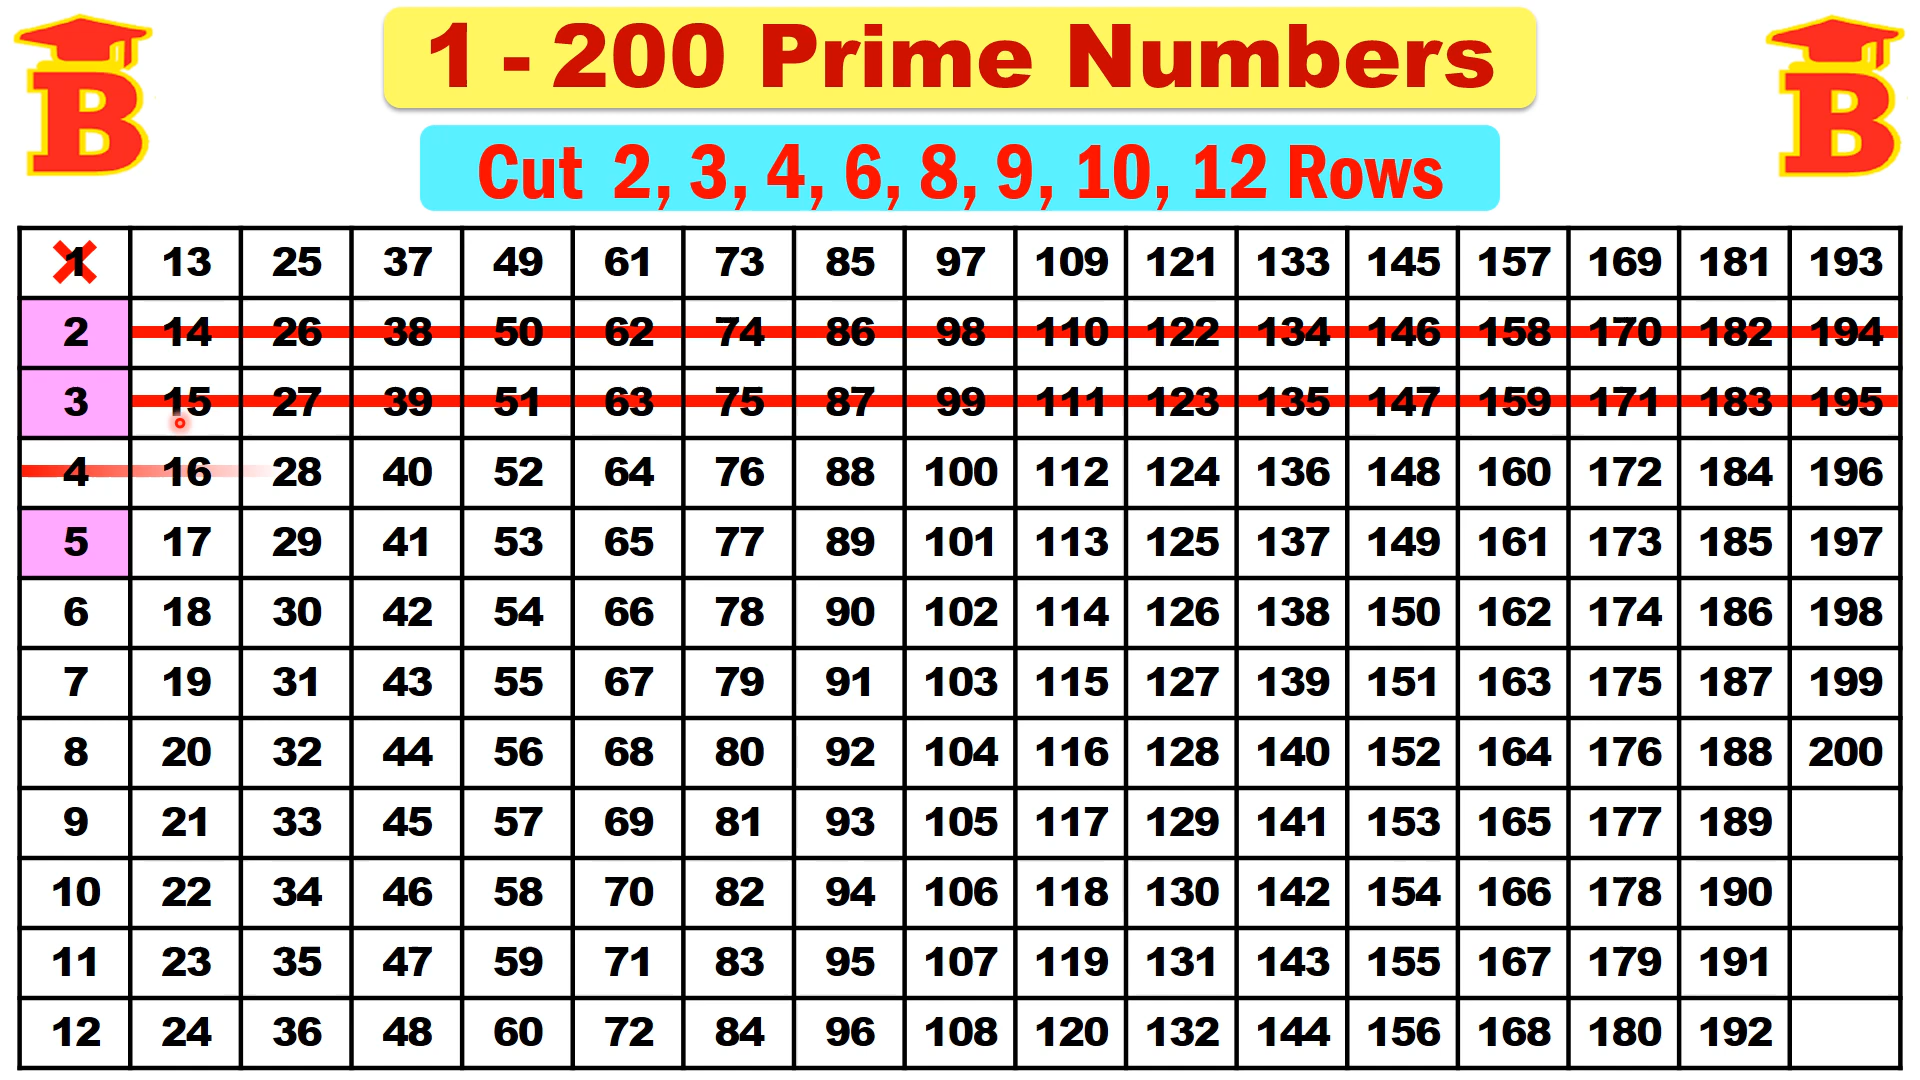 B
1 - 200 Prime Numbers
B
Cut 2, 3, 4, 6, 8, 9, 10, 12 Rows
1 13 25 37 49 61 73 85 97 109 121 133 145 157 169 181 193
2 14 26 38 50 62 74 86 98 110 122 134 146 158 170 182 194
3 15 27 39 51 63 75 87 99 111 123 135 147 159 171 183 195
4 16 28 40 52 64 76 88 100 112 124 136 148 160 172 184 196
5 17 29 41 53 65 77 89 101 113 125 137 149 161 173 185 197
6 18 30 42 54 66 78 90 102 114 126 138 150 162 174 186 198
7 19 31 43 55 67 79 91 103 115 127 139 151 163 175 187 199
8 20 32 44 56 68 80 92 104 116 128 140 152 164 176 188 200
9 21 33 45 57 69 81 93 105 117 129 141 153 165 177 189
10 22 34 46 58 70 82 94 106 118 130 142 154 166 178 190
11 23 35 47 59 71 83 95 107 119 131 143 155 167 179 191
12 24 36 48 60 72 84 96 108 120 132 144 156 168 180 192